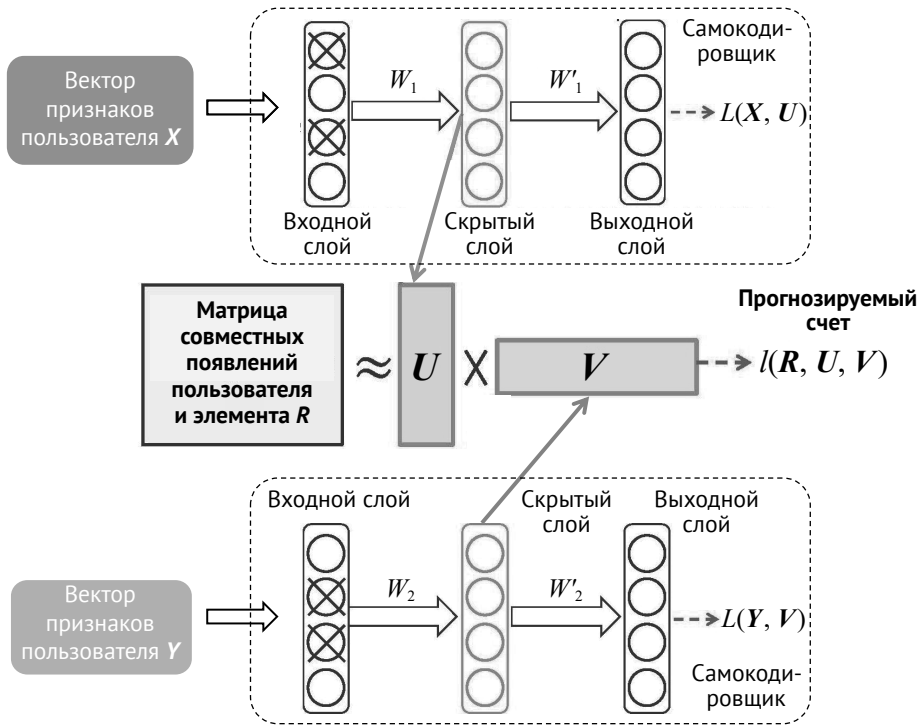 Вектор
признаков
пользователя X
W₁
W'₁
Самокоди-
ровщик
L(X, U)
Входной
слой
Скрытый
слой
Выходной
слой
Матрица
совместных
появлений
пользователя
и элемента R
≈
U
×
V
Прогнозируемый
счет
l(R, U, V)
Входной слой
Скрытый
слой
Выходной
слой
Вектор
признаков
пользователя Y
W₂
W'₂
L(Y, V)
Самокоди-
ровщик